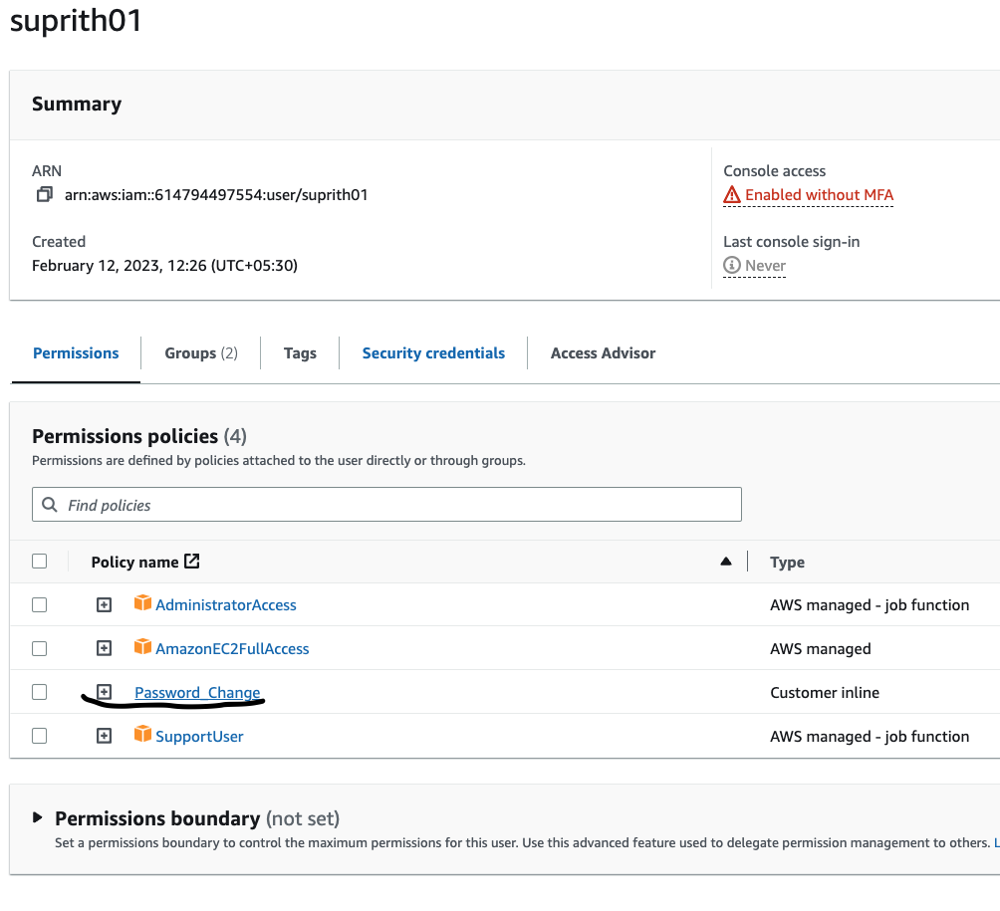 suprith01
Summary
ARN
arn:aws:iam::614794497554:user/suprith01
Console access
Enabled without MFA
Created
February 12, 2023, 12:26 (UTC+05:30)
Last console sign-in
Never
Permissions
Groups (2)
Tags
Security credentials
Access Advisor
Permissions policies (4)
Permissions are defined by policies attached to the user directly or through groups.
Find policies
Policy name
Type
AdministratorAccess
AWS managed - job function
AmazonEC2FullAccess
AWS managed
Password_Change
Customer inline
SupportUser
AWS managed - job function
Permissions boundary (not set)
Set a permissions boundary to control the maximum permissions for this user. Use this advanced feature used to delegate permission management to others.